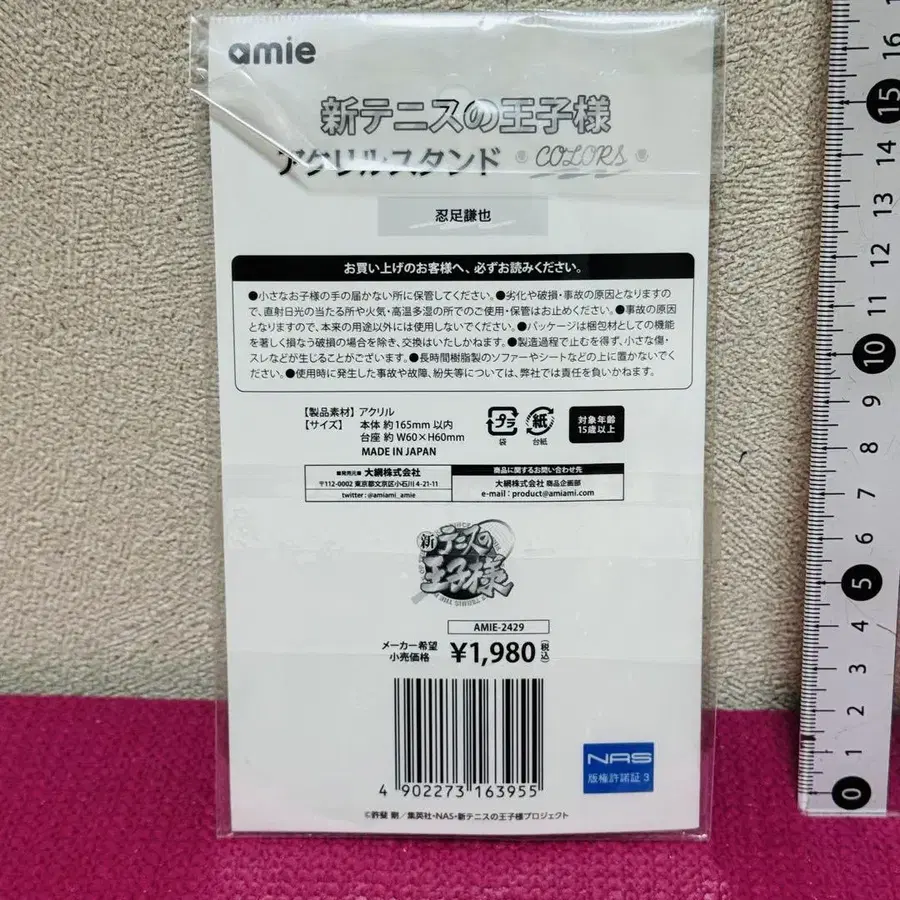 amie
新テニスの王子様
アクリルスタンド COLORS
忍足謙也
お買い上げのお客様へ、必ずお読みください。
●小さなお子様の手の届かない所に保管してください。●劣化や破損・事故の原因となりますの
で、直射日光の当たる所や火気・高温多湿の所でのご使用・保管はお止めください。●事故の原因
となりますので、本来の用途以外には使用しないでください。●パッケージは梱包材としての機能
を著しく損なう破損の場合を除き、交換はいたしかねます。●製造過程で止むを得ず、小さな傷・
スレなどが生じることがございます。●長時間樹脂製のソファーやシートなどの上に置かないでく
ださい。●使用時に発生した事故や故障、紛失等については、弊社では責任を負いかねます。
【製品素材】アクリル
【サイズ】 本体 約165mm 以内
台座 約 W60×H60mm
MADE IN JAPAN
プラ
袋
紙
台紙
対象年齢
15歳以上
■発売元■ 大網株式会社
〒112-0002 東京都文京区小石川 4-21-11
twitter : @amiami_amie
商品に関するお問い合わせ先
大網株式会社 商品企画部
e-mail : product@amiami.com
新テニスの
王子様
AMIE-2429
メーカー希望
小売価格 ¥1,980 (税込)
4 902273 163955
NAS
版権許諾証 3
©許斐 剛／集英社・NAS・新テニスの王子様プロジェクト
16
15
14
13
12
11
10
9
8
7
6
5
4
3
2
1
0